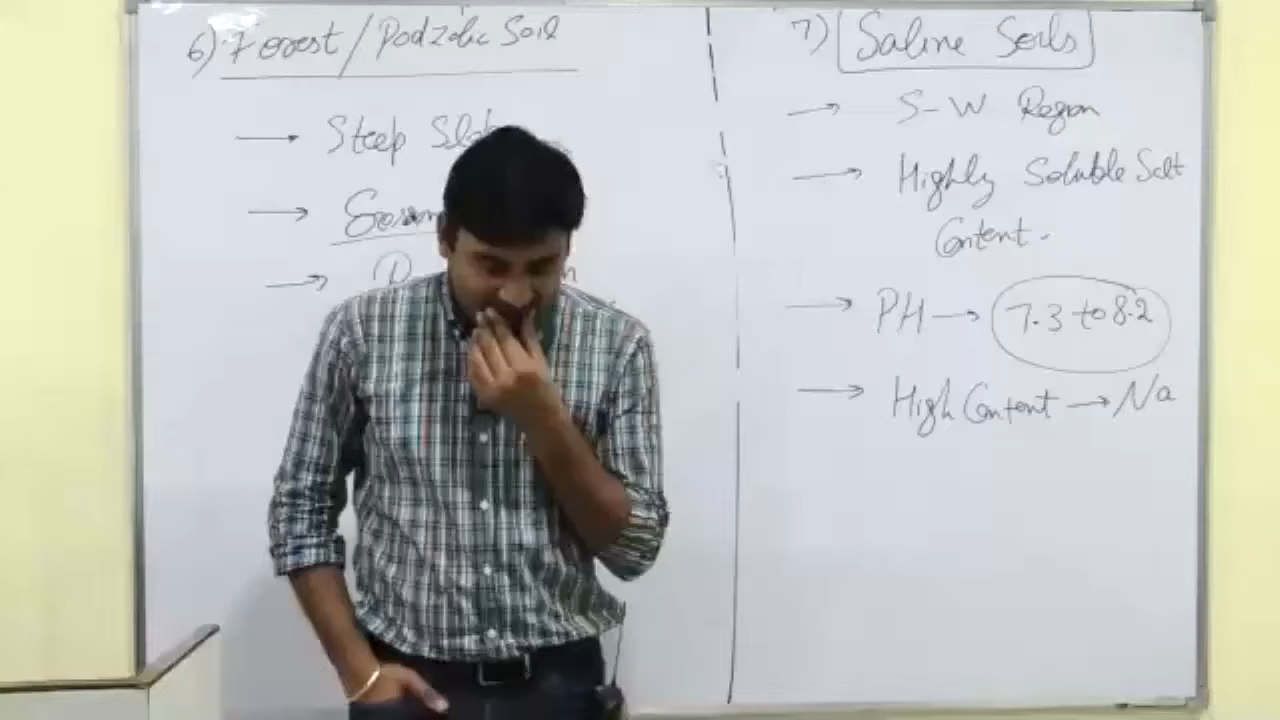 6) Forest/Podzolic Soil
→ Steep
→
→
7) Saline Soils
→ S-W Region
→ Highly Soluble Salt
Content.
→ PH → 7.3 to 8.2
→ High Content → Na